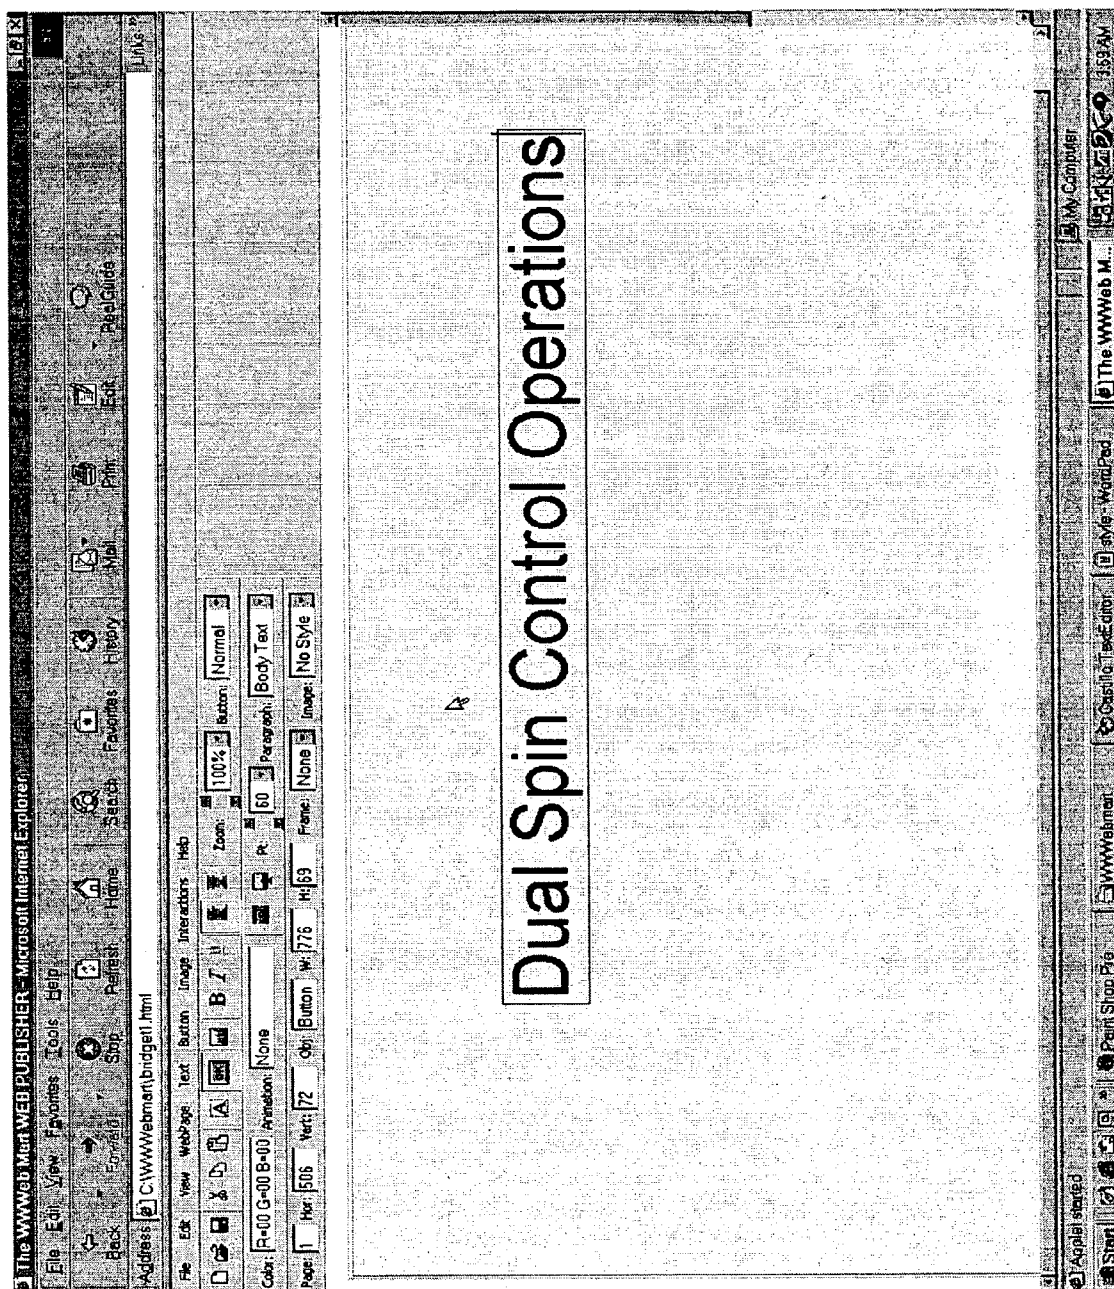 The WWWeb Mart WEB PUBLISHER - Microsoft Internet Explorer
File Edit View Favorites Tools Help
Back Forward Stop Refresh Home Search Favorites History Mail Print Edit RealGuide
Address C:\WWWebmart\bridget1.html Links
File Edit View WebPage Text Button Image Interactions Help
B I U Zoom: 100% Button: Normal
Color: R=00 G=00 B=00 Animation: None Pt: 60 Paragraph: Body Text
Page: 1 Hor: 506 Vert: 72 Obj: Button W: 776 H: 69 Frame: None Image: No Style
Dual Spin Control Operations
Applet started My Computer
Start Paint Shop Pro WWWebmart Castillo TextEditor style - WordPad The WWWeb M... 1:59 AM